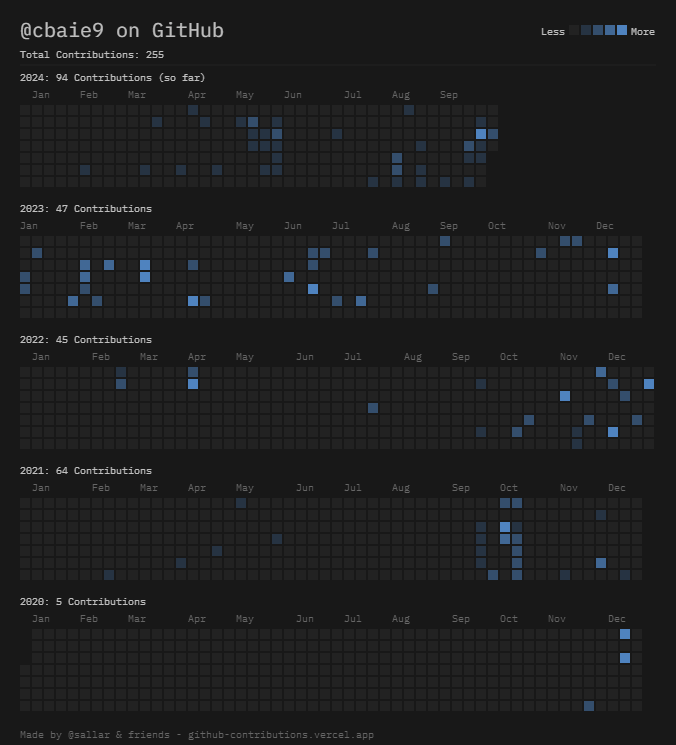 @cbaie9 on GitHub
Less More
Total Contributions: 255
2024: 94 Contributions (so far)
Jan Feb Mar Apr May Jun Jul Aug Sep
2023: 47 Contributions
Jan Feb Mar Apr May Jun Jul Aug Sep Oct Nov Dec
2022: 45 Contributions
Jan Feb Mar Apr May Jun Jul Aug Sep Oct Nov Dec
2021: 64 Contributions
Jan Feb Mar Apr May Jun Jul Aug Sep Oct Nov Dec
2020: 5 Contributions
Jan Feb Mar Apr May Jun Jul Aug Sep Oct Nov Dec
Made by @sallar & friends - github-contributions.vercel.app